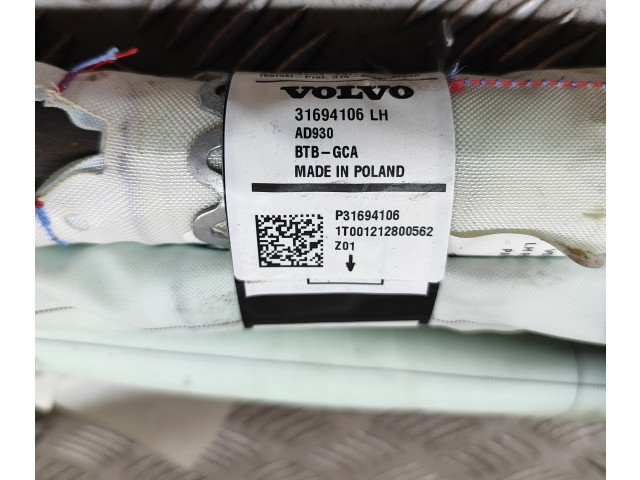 VOLVO
31694106 LH
AD930
BTB-GCA
MADE IN POLAND
P31694106
1T001212800562
Z01